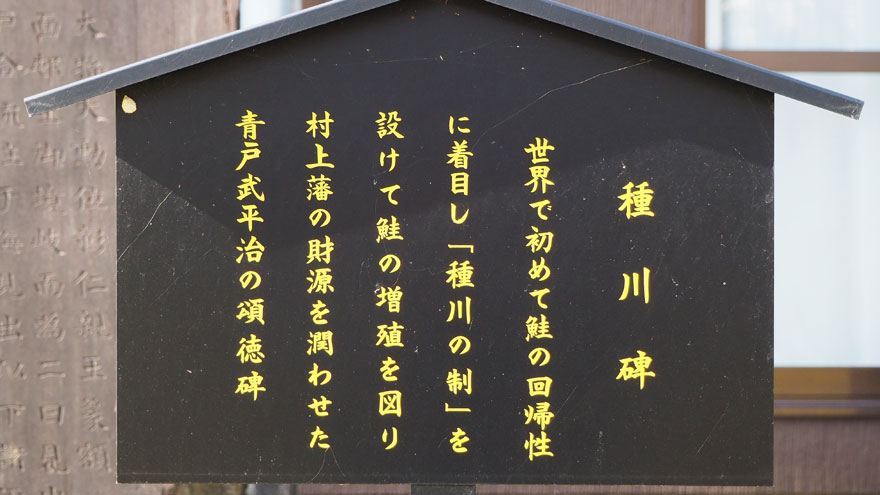 種川碑
世界で初めて鮭の回帰性
に着目し「種川の制」を
設けて鮭の増殖を図り
村上藩の財源を潤わせた
青戸武平治の頌徳碑